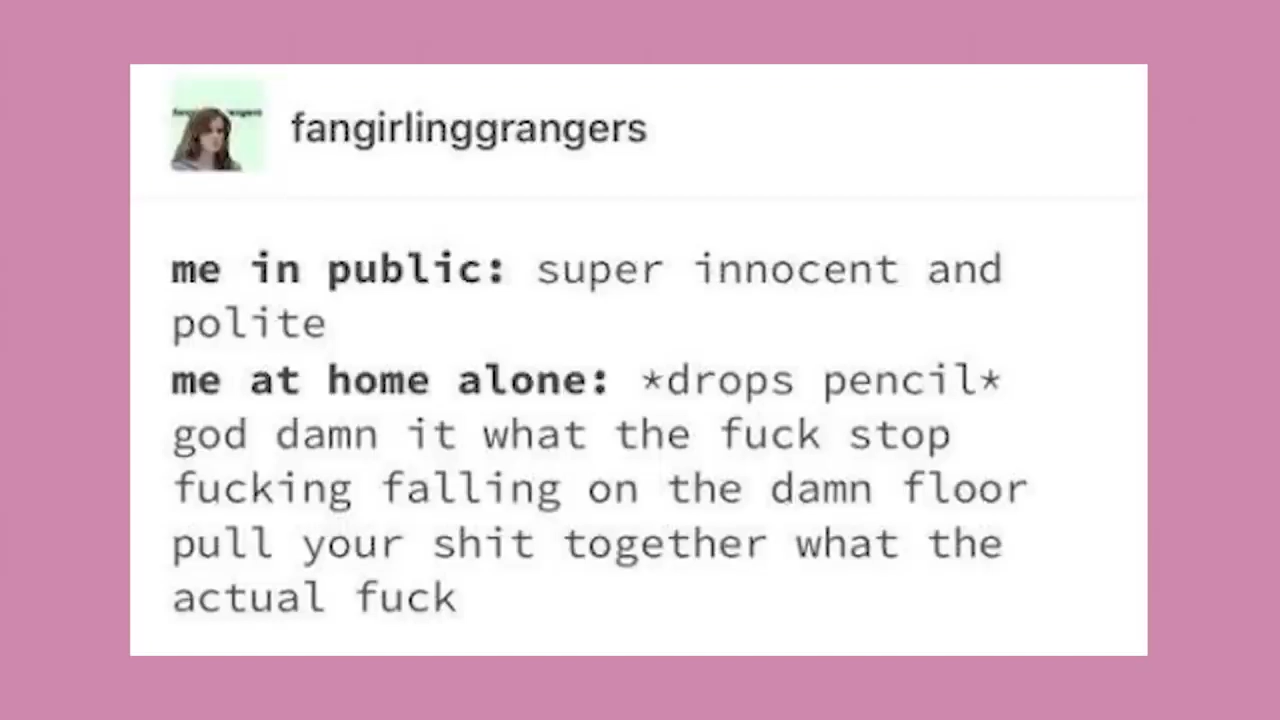 fangirlinggrangers
me in public: super innocent and
polite
me at home alone: *drops pencil*
god damn it what the fuck stop
fucking falling on the damn floor
pull your shit together what the
actual fuck